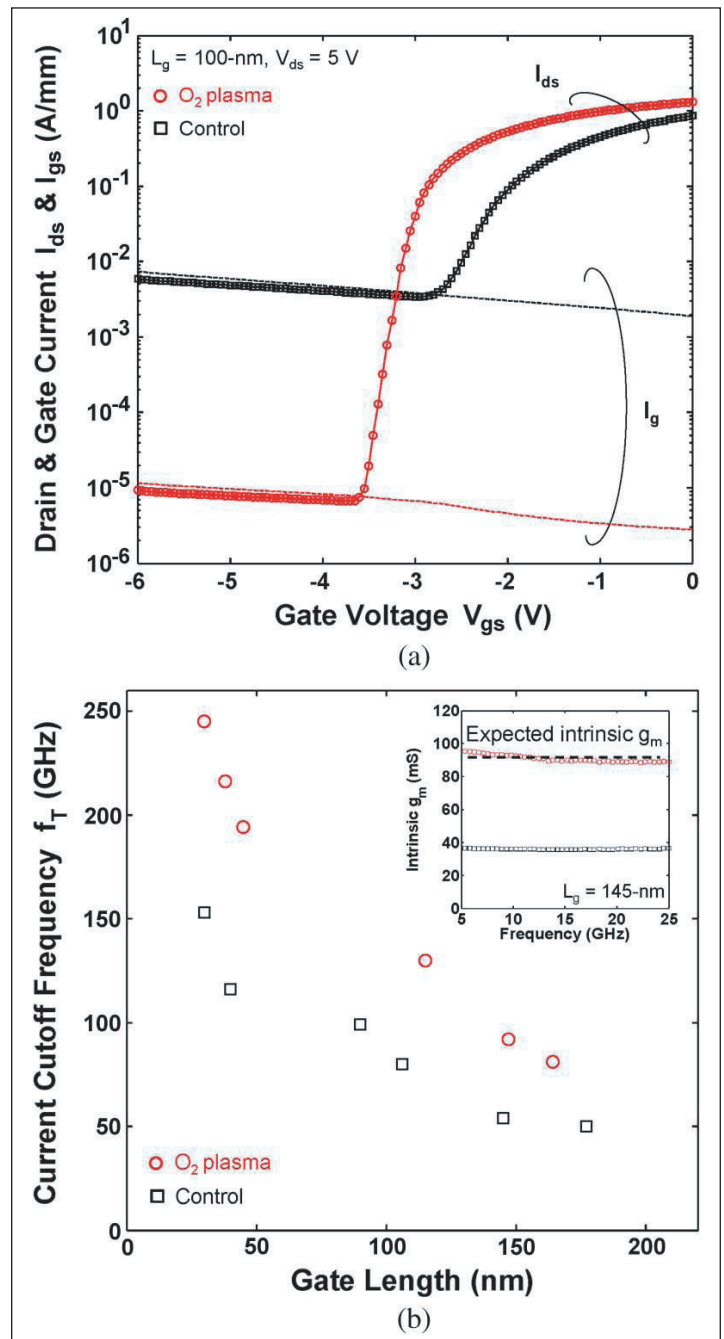 L_g = 100-nm, V_ds = 5 V
O_2 plasma
Control
I_ds
I_g
Drain & Gate Current I_ds & I_gs (A/mm)
10^1
10^0
10^-1
10^-2
10^-3
10^-4
10^-5
10^-6
-6 -5 -4 -3 -2 -1 0
Gate Voltage V_gs (V)
(a)
Current Cutoff Frequency f_T (GHz)
250
200
150
100
50
0
Expected intrinsic g_m
Intrinsic g_m (mS)
120
100
80
60
40
20
0
L_g = 145-nm
5 10 15 20 25
Frequency (GHz)
O_2 plasma
Control
0 50 100 150 200
Gate Length (nm)
(b)